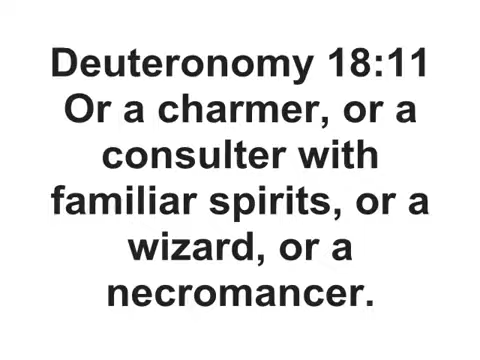 Deuteronomy 18:11
Or a charmer, or a
consulter with
familiar spirits, or a
wizard, or a
necromancer.